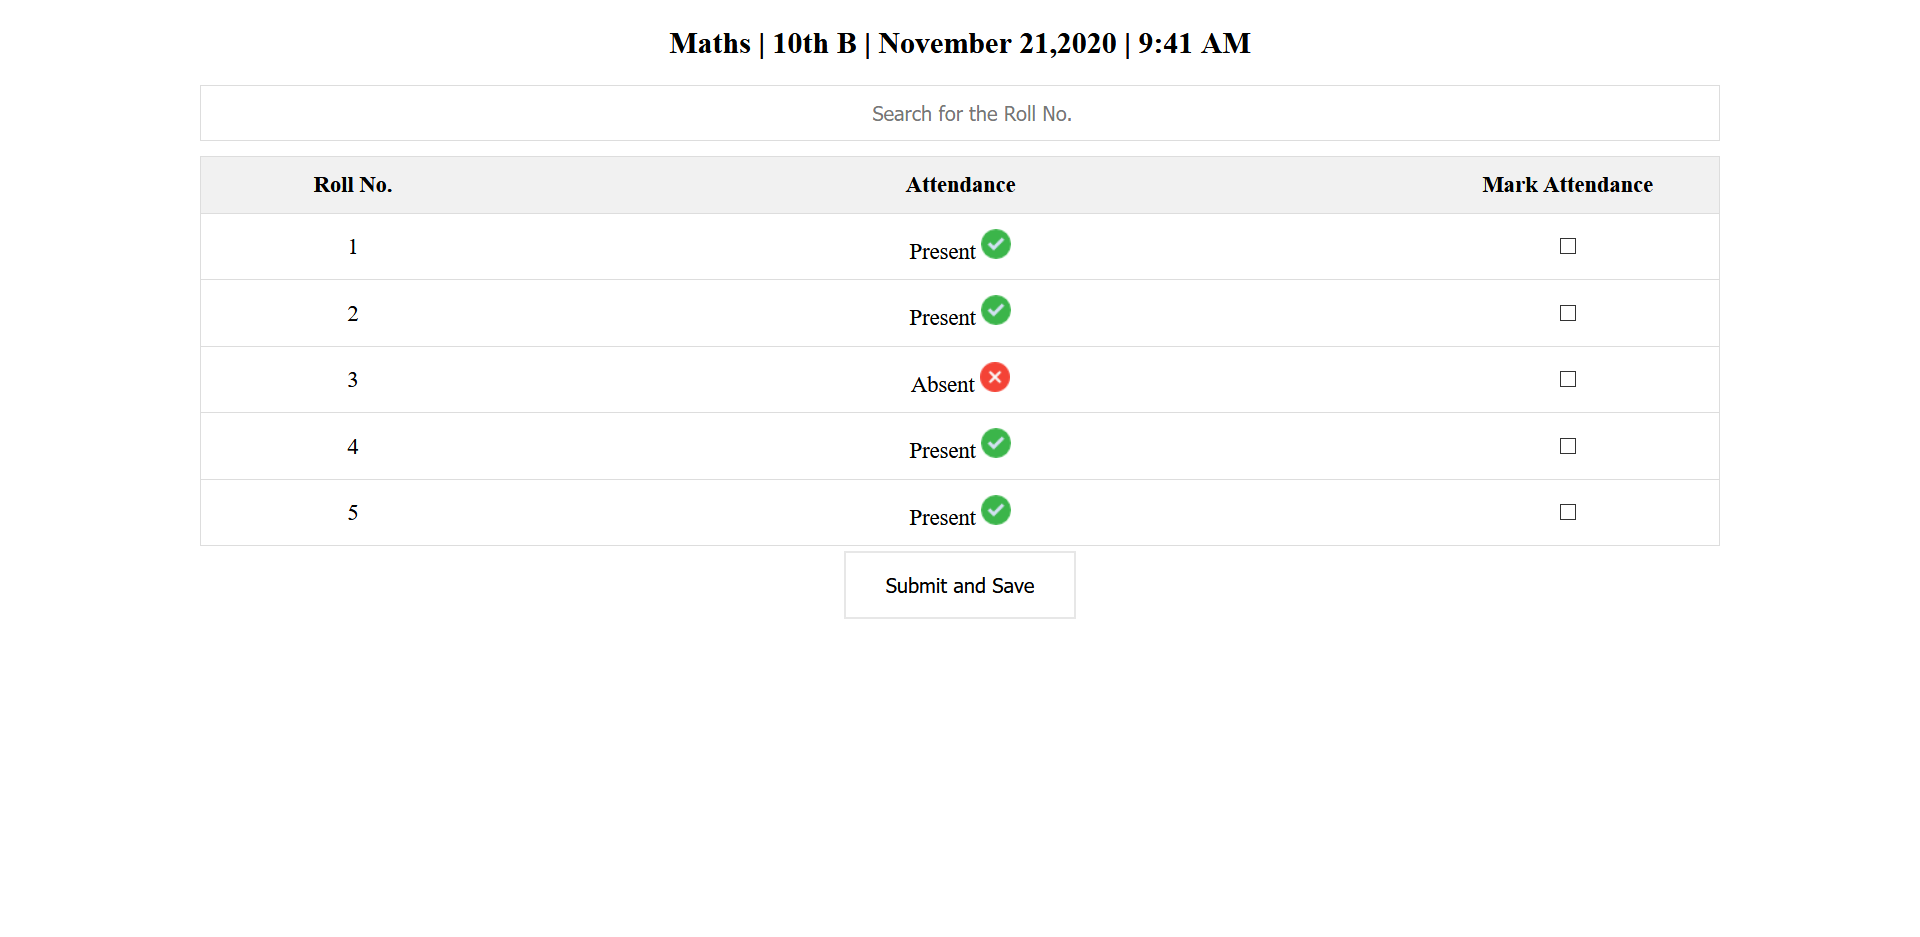 Maths | 10th B | November 21,2020 | 9:41 AM
Search for the Roll No.
Roll No. Attendance Mark Attendance
1 Present
2 Present
3 Absent
4 Present
5 Present
Submit and Save